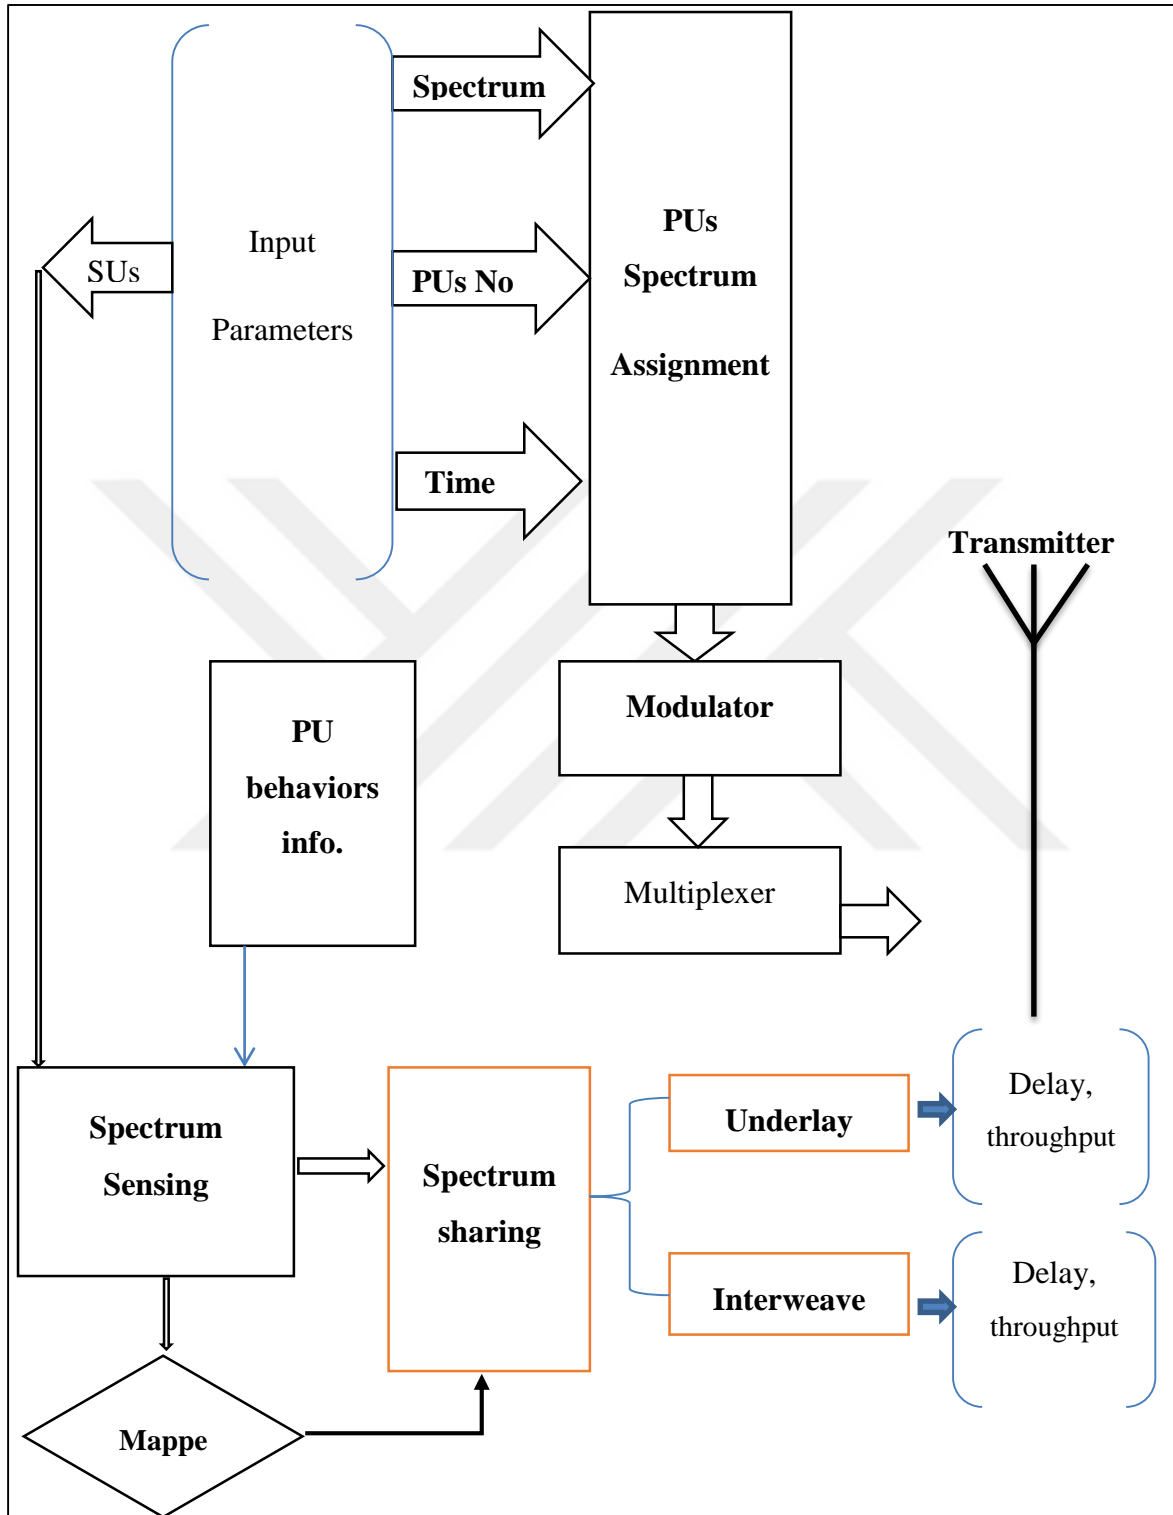 Spectrum
SUs
Input
Parameters
PUs No
Time
PUs
Spectrum
Assignment
Transmitter
PU
behaviors
info.
Modulator
Multiplexer
Spectrum
Sensing
Spectrum
sharing
Underlay
Delay,
throughput
Interweave
Delay,
throughput
Mappe